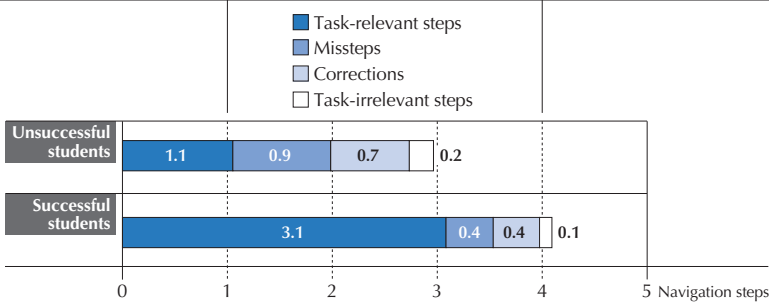 Task-relevant steps
Missteps
Corrections
Task-irrelevant steps
Unsuccessful
students
1.1 0.9 0.7 0.2
Successful
students
3.1 0.4 0.4 0.1
0 1 2 3 4 5 Navigation steps